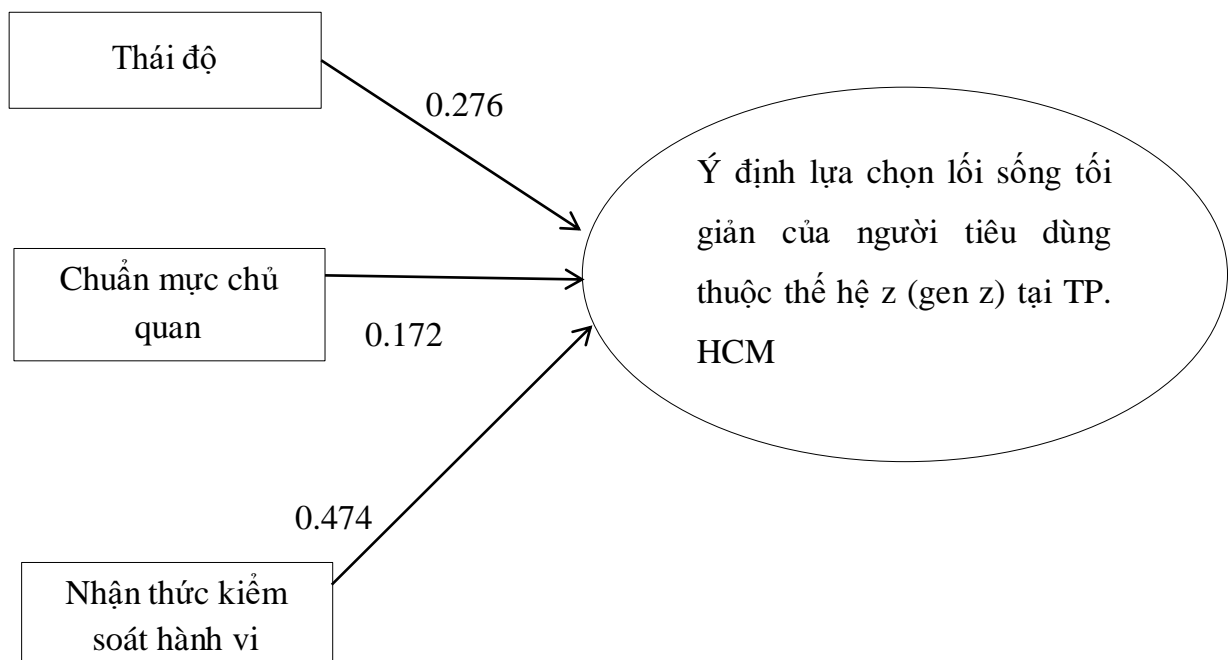 Thái độ
0.276
Ý định lựa chọn lối sống tối
giản của người tiêu dùng
thuộc thế hệ z (gen z) tại TP.
HCM
Chuẩn mực chủ
quan
0.172
0.474
Nhận thức kiểm
soát hành vi